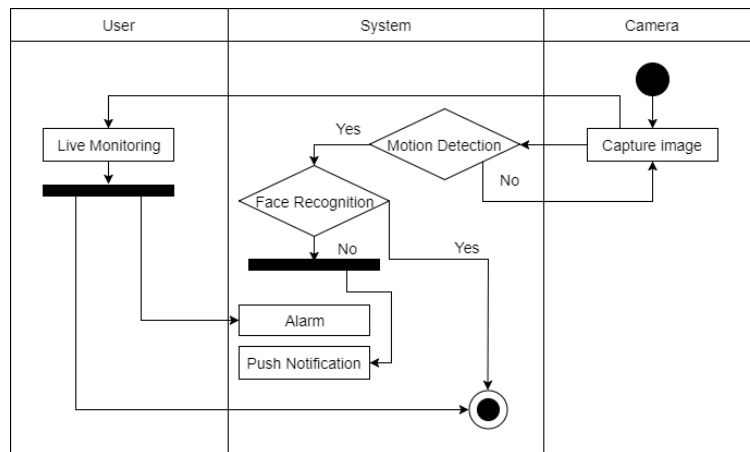 User
System
Camera
Live Monitoring
Yes
Motion Detection
Capture image
No
Face Recognition
No
Yes
Alarm
Push Notification